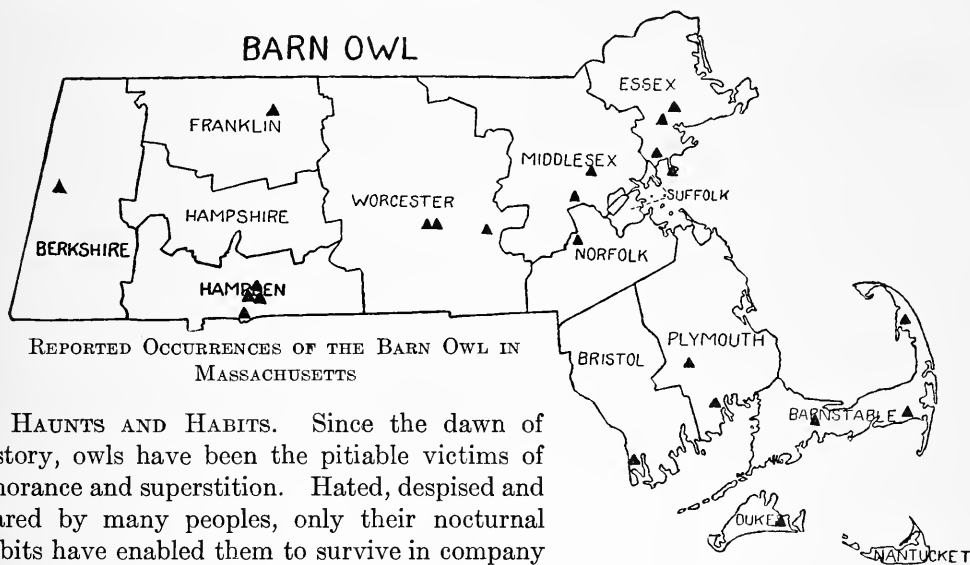 BARN OWL
ESSEX
FRANKLIN
MIDDLESEX
WORCESTER
SUFFOLK
HAMPSHIRE
BERKSHIRE
NORFOLK
HAMPDEN
PLYMOUTH
BRISTOL
BARNSTABLE
DUKES
NANTUCKET
REPORTED OCCURRENCES OF THE BARN OWL IN
MASSACHUSETTS
HAUNTS AND HABITS. Since the dawn of
story, owls have been the pitiable victims of
norance and superstition. Hated, despised and
ared by many peoples, only their nocturnal
bits have enabled them to survive in company